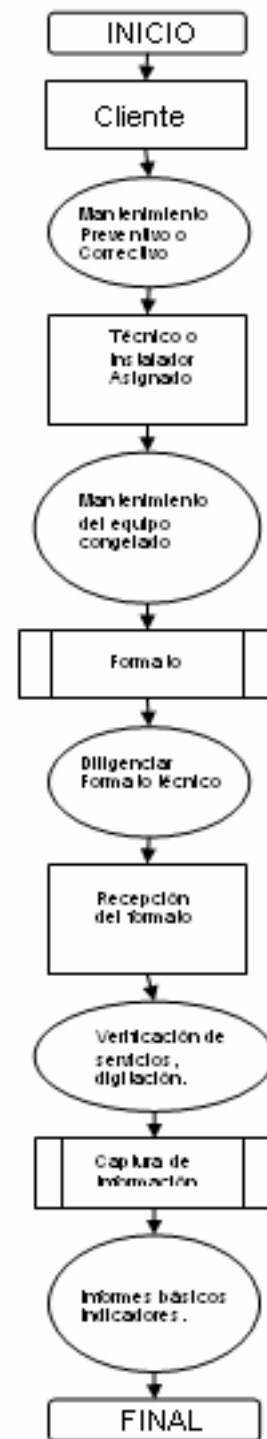 INICIO
Cliente
Mantenimiento
Preventivo o
Correctivo
Técnico o
Instalador
Asignado
Mantenimiento
del equipo
congelado
Formato
Diligenciar
Formato técnico
Recepción
del formato
Verificación de
servicios,
digitación.
Captura de
Información
Informes básicos
Indicadores.
FINAL